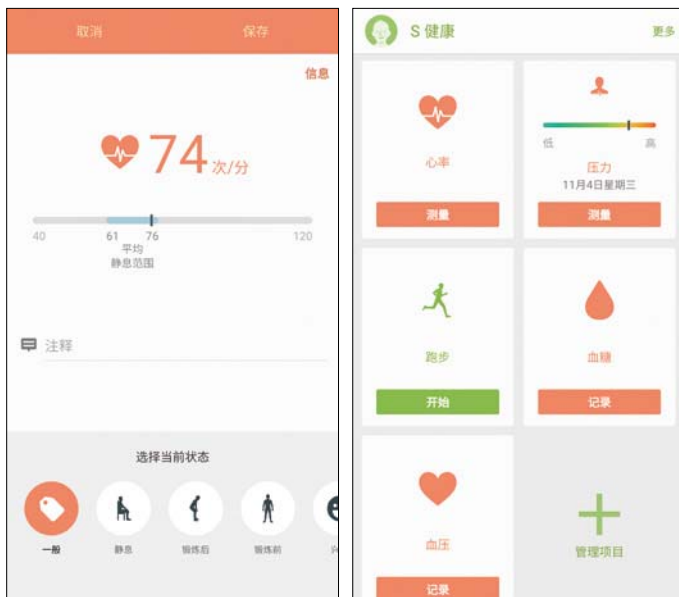 取消 保存
信息
74次/分
40 61 76 120
平均
静息范围
注释
选择当前状态
一般 静息 锻炼后 锻炼前
S 健康 更多
心率
测量
低 高
压力
11月4日星期三
测量
跑步
开始
血糖
记录
血压
记录
管理项目